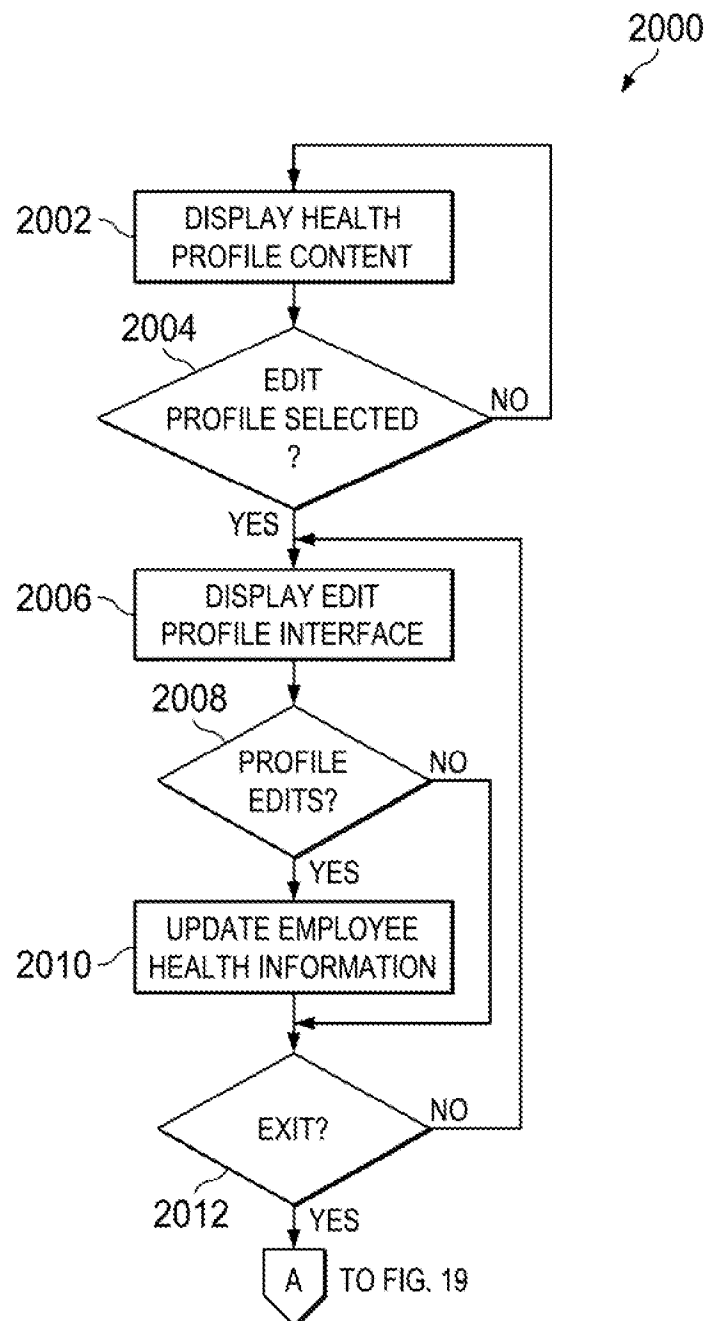 2000
2002
DISPLAY HEALTH
PROFILE CONTENT
2004
EDIT
PROFILE SELECTED
?
NO
YES
2006
DISPLAY EDIT
PROFILE INTERFACE
2008
PROFILE
EDITS?
NO
YES
2010
UPDATE EMPLOYEE
HEALTH INFORMATION
EXIT?
NO
2012
YES
A
TO FIG. 19